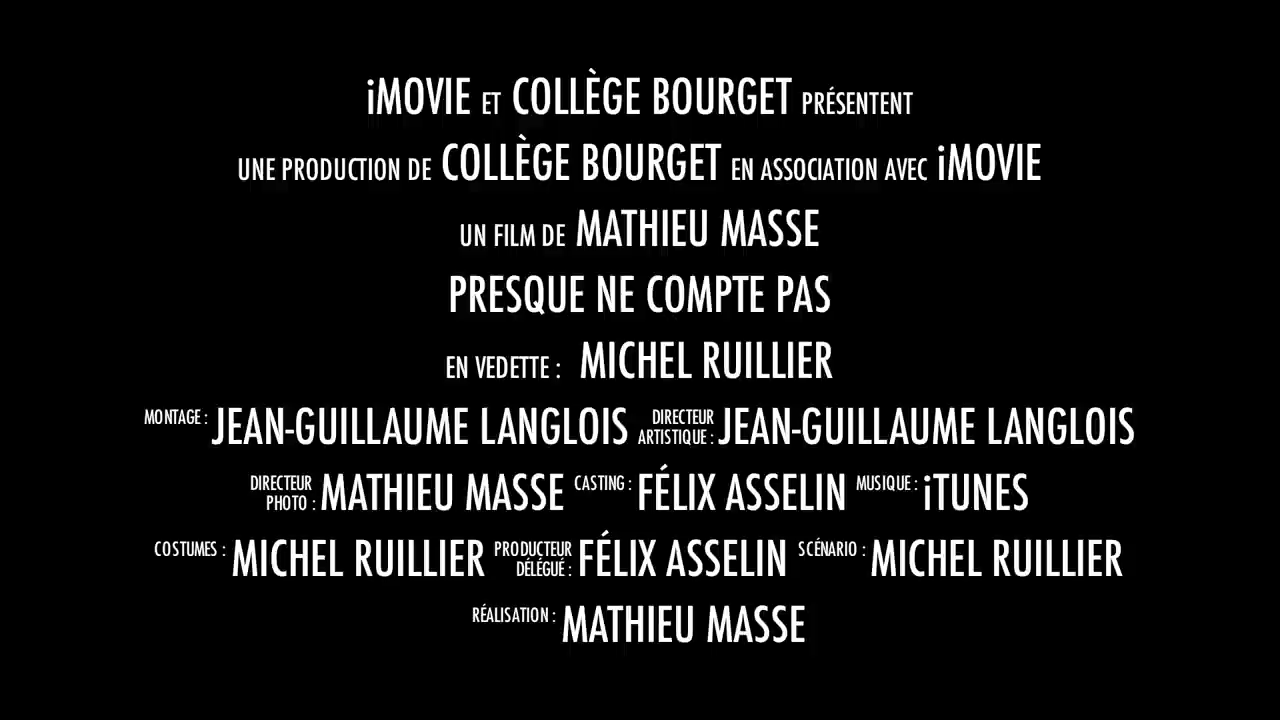 iMOVIE ET COLLÈGE BOURGET PRÉSENTENT
UNE PRODUCTION DE COLLÈGE BOURGET EN ASSOCIATION AVEC iMOVIE
UN FILM DE MATHIEU MASSE
PRESQUE NE COMPTE PAS
EN VEDETTE : MICHEL RUILLIER
MONTAGE : JEAN-GUILLAUME LANGLOIS DIRECTEUR ARTISTIQUE : JEAN-GUILLAUME LANGLOIS
DIRECTEUR PHOTO : MATHIEU MASSE CASTING : FÉLIX ASSELIN MUSIQUE : iTUNES
COSTUMES : MICHEL RUILLIER PRODUCTEUR DÉLÉGUÉ : FÉLIX ASSELIN SCÉNARIO : MICHEL RUILLIER
RÉALISATION : MATHIEU MASSE